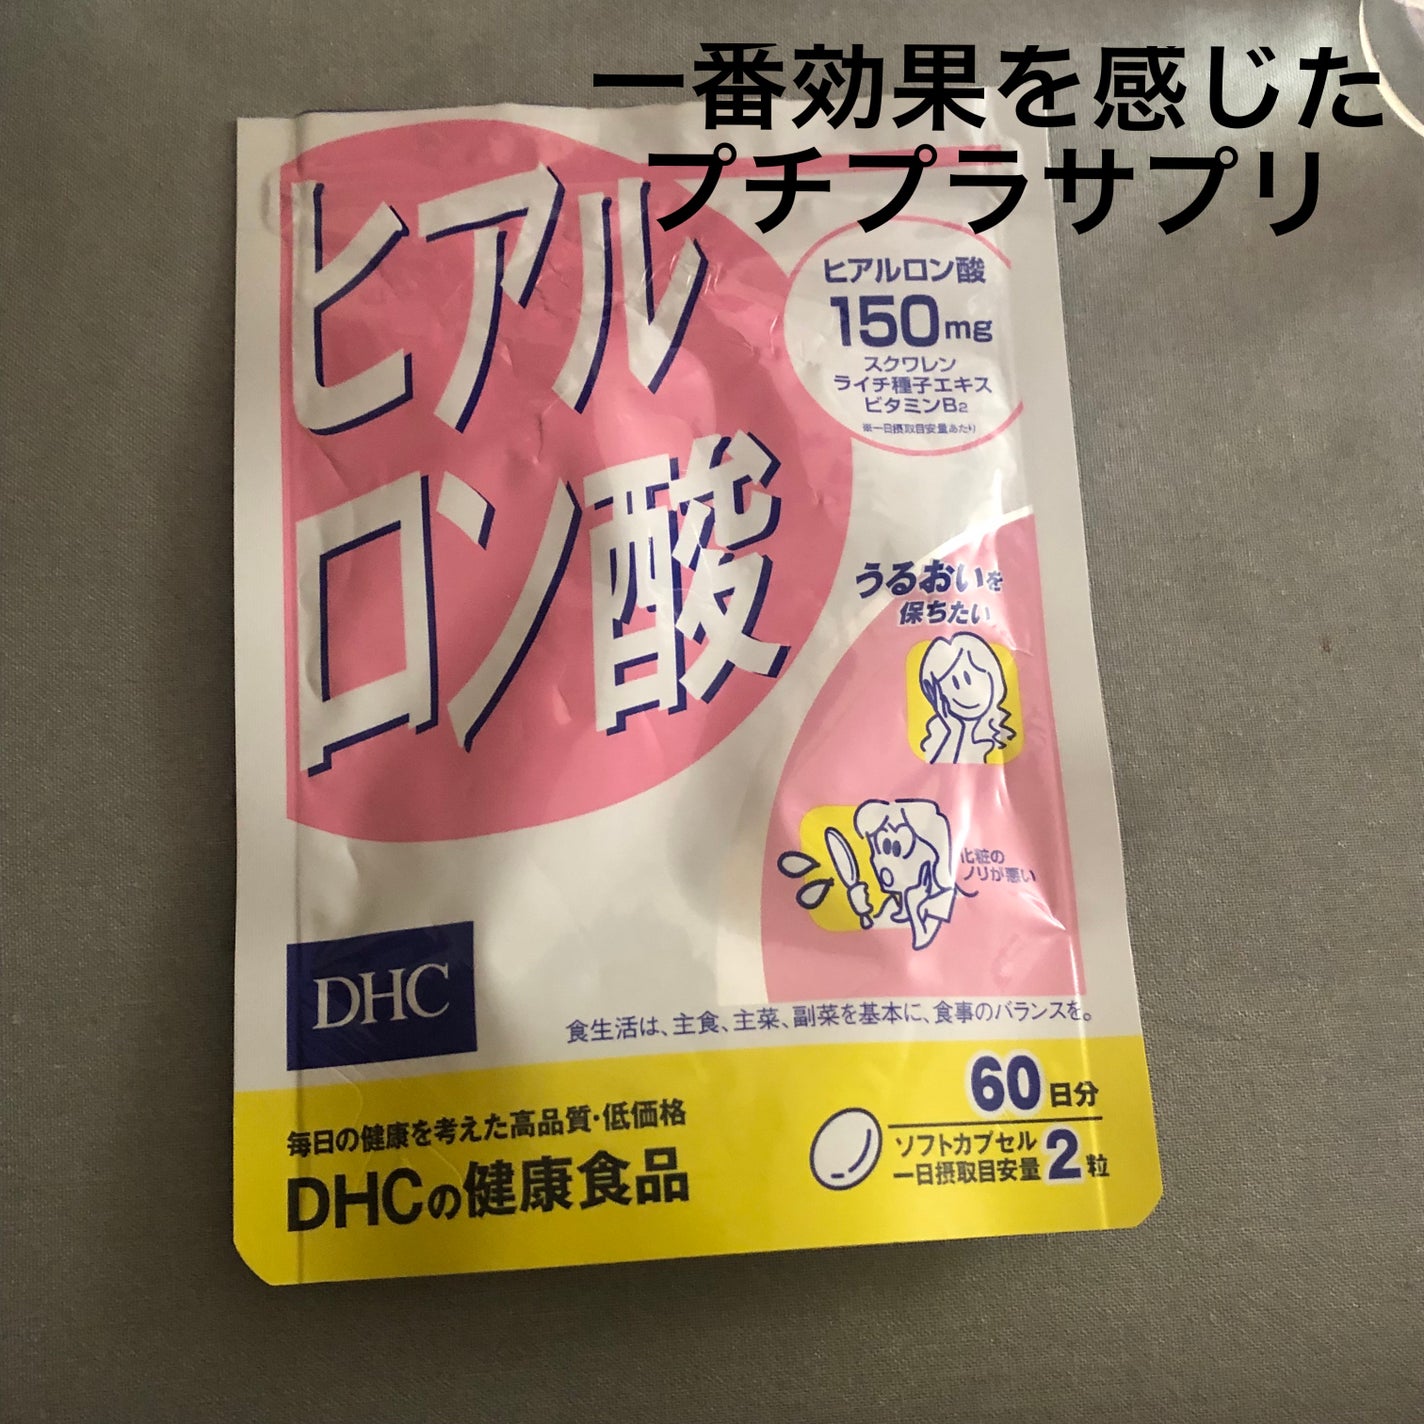 一番効果を感じた
プチプラサプリ
ヒアル
ロン酸
ヒアルロン酸
150mg
スクワレン
ライチ種子エキス
ビタミンB2
※一日摂取目安量あたり
うるおいを
保ちたい
化粧の
ノリが悪い
DHC
食生活は、主食、主菜、副菜を基本に、食事のバランスを。
毎日の健康を考えた高品質・低価格
DHCの健康食品
60日分
ソフトカプセル
一日摂取目安量2粒